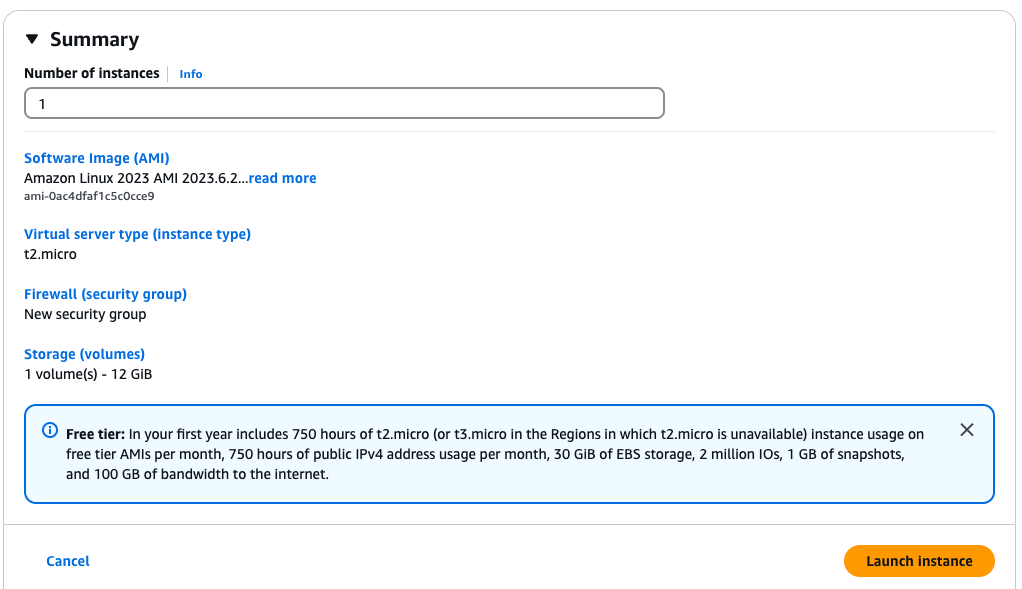 Summary
Number of instances Info
1
Software Image (AMI)
Amazon Linux 2023 AMI 2023.6.2...read more
ami-0ac4dfaf1c5c0cce9
Virtual server type (instance type)
t2.micro
Firewall (security group)
New security group
Storage (volumes)
1 volume(s) - 12 GiB
Free tier: In your first year includes 750 hours of t2.micro (or t3.micro in the Regions in which t2.micro is unavailable) instance usage on
free tier AMIs per month, 750 hours of public IPv4 address usage per month, 30 GiB of EBS storage, 2 million IOs, 1 GB of snapshots,
and 100 GB of bandwidth to the internet.
Cancel Launch instance